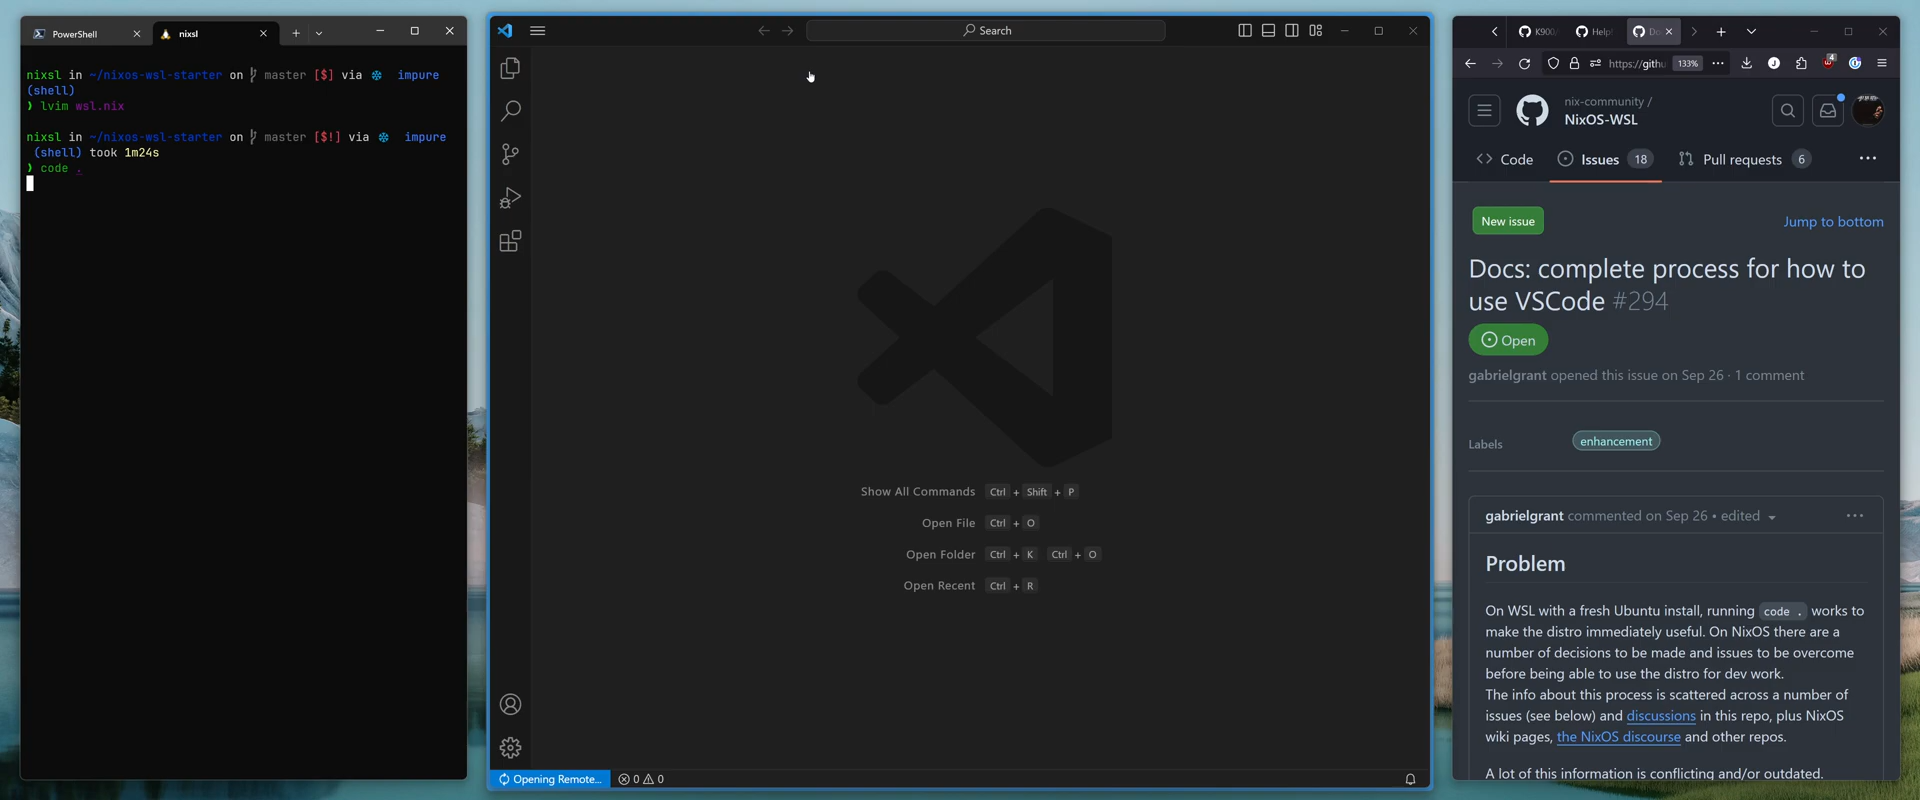 PowerShell
nixsl
nixsl in ~/nixos-wsl-starter on master [$] via ❄ impure
(shell)
❯ lvim wsl.nix
nixsl in ~/nixos-wsl-starter on master [$!] via ❄ impure
(shell) took 1m24s
❯ code .
Search
Show All Commands Ctrl + Shift + P
Open File Ctrl + O
Open Folder Ctrl + K Ctrl + O
Open Recent Ctrl + R
Opening Remote...
0 0
K900/
Help!
Do
https://githu
133%
4
nix-community /
NixOS-WSL
Code
Issues 18
Pull requests 6
New issue
Jump to bottom
Docs: complete process for how to
use VSCode #294
Open
gabrielgrant opened this issue on Sep 26 · 1 comment
Labels
enhancement
gabrielgrant commented on Sep 26 • edited
Problem
On WSL with a fresh Ubuntu install, running code . works to
make the distro immediately useful. On NixOS there are a
number of decisions to be made and issues to be overcome
before being able to use the distro for dev work.
The info about this process is scattered across a number of
issues (see below) and discussions in this repo, plus NixOS
wiki pages, the NixOS discourse and other repos.
A lot of this information is conflicting and/or outdated.